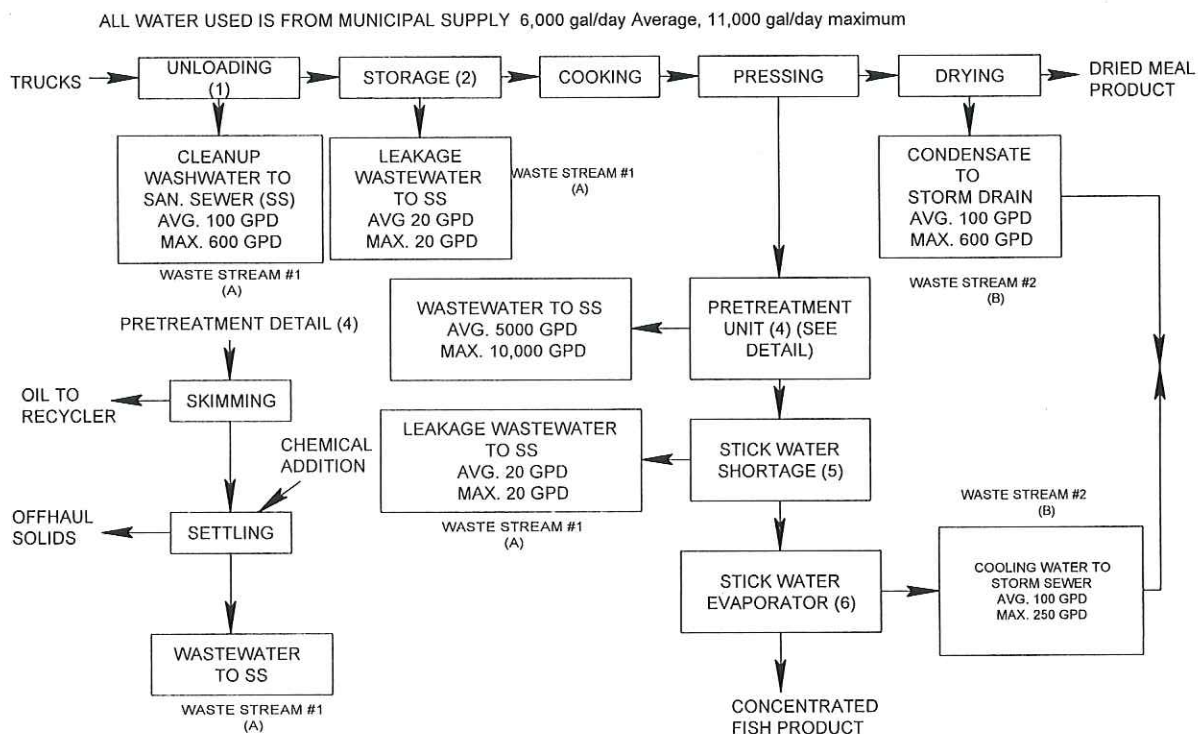 ALL WATER USED IS FROM MUNICIPAL SUPPLY 6,000 gal/day Average, 11,000 gal/day maximum
TRUCKS
UNLOADING
(1)
STORAGE (2)
COOKING
PRESSING
DRYING
DRIED MEAL
PRODUCT
CLEANUP
WASHWATER TO
SAN. SEWER (SS)
AVG. 100 GPD
MAX. 600 GPD
WASTE STREAM #1
(A)
LEAKAGE
WASTEWATER
TO SS
AVG 20 GPD
MAX. 20 GPD
WASTE STREAM #1
(A)
CONDENSATE
TO
STORM DRAIN
AVG. 100 GPD
MAX. 600 GPD
WASTE STREAM #2
(B)
WASTEWATER TO SS
AVG. 5000 GPD
MAX. 10,000 GPD
PRETREATMENT
UNIT (4) (SEE
DETAIL)
PRETREATMENT DETAIL (4)
OIL TO
RECYCLER
SKIMMING
CHEMICAL
ADDITION
OFFHAUL
SOLIDS
SETTLING
WASTEWATER
TO SS
WASTE STREAM #1
(A)
LEAKAGE WASTEWATER
TO SS
AVG. 20 GPD
MAX. 20 GPD
WASTE STREAM #1
(A)
STICK WATER
SHORTAGE (5)
STICK WATER
EVAPORATOR (6)
WASTE STREAM #2
(B)
COOLING WATER TO
STORM SEWER
AVG. 100 GPD
MAX. 250 GPD
CONCENTRATED
FISH PRODUCT